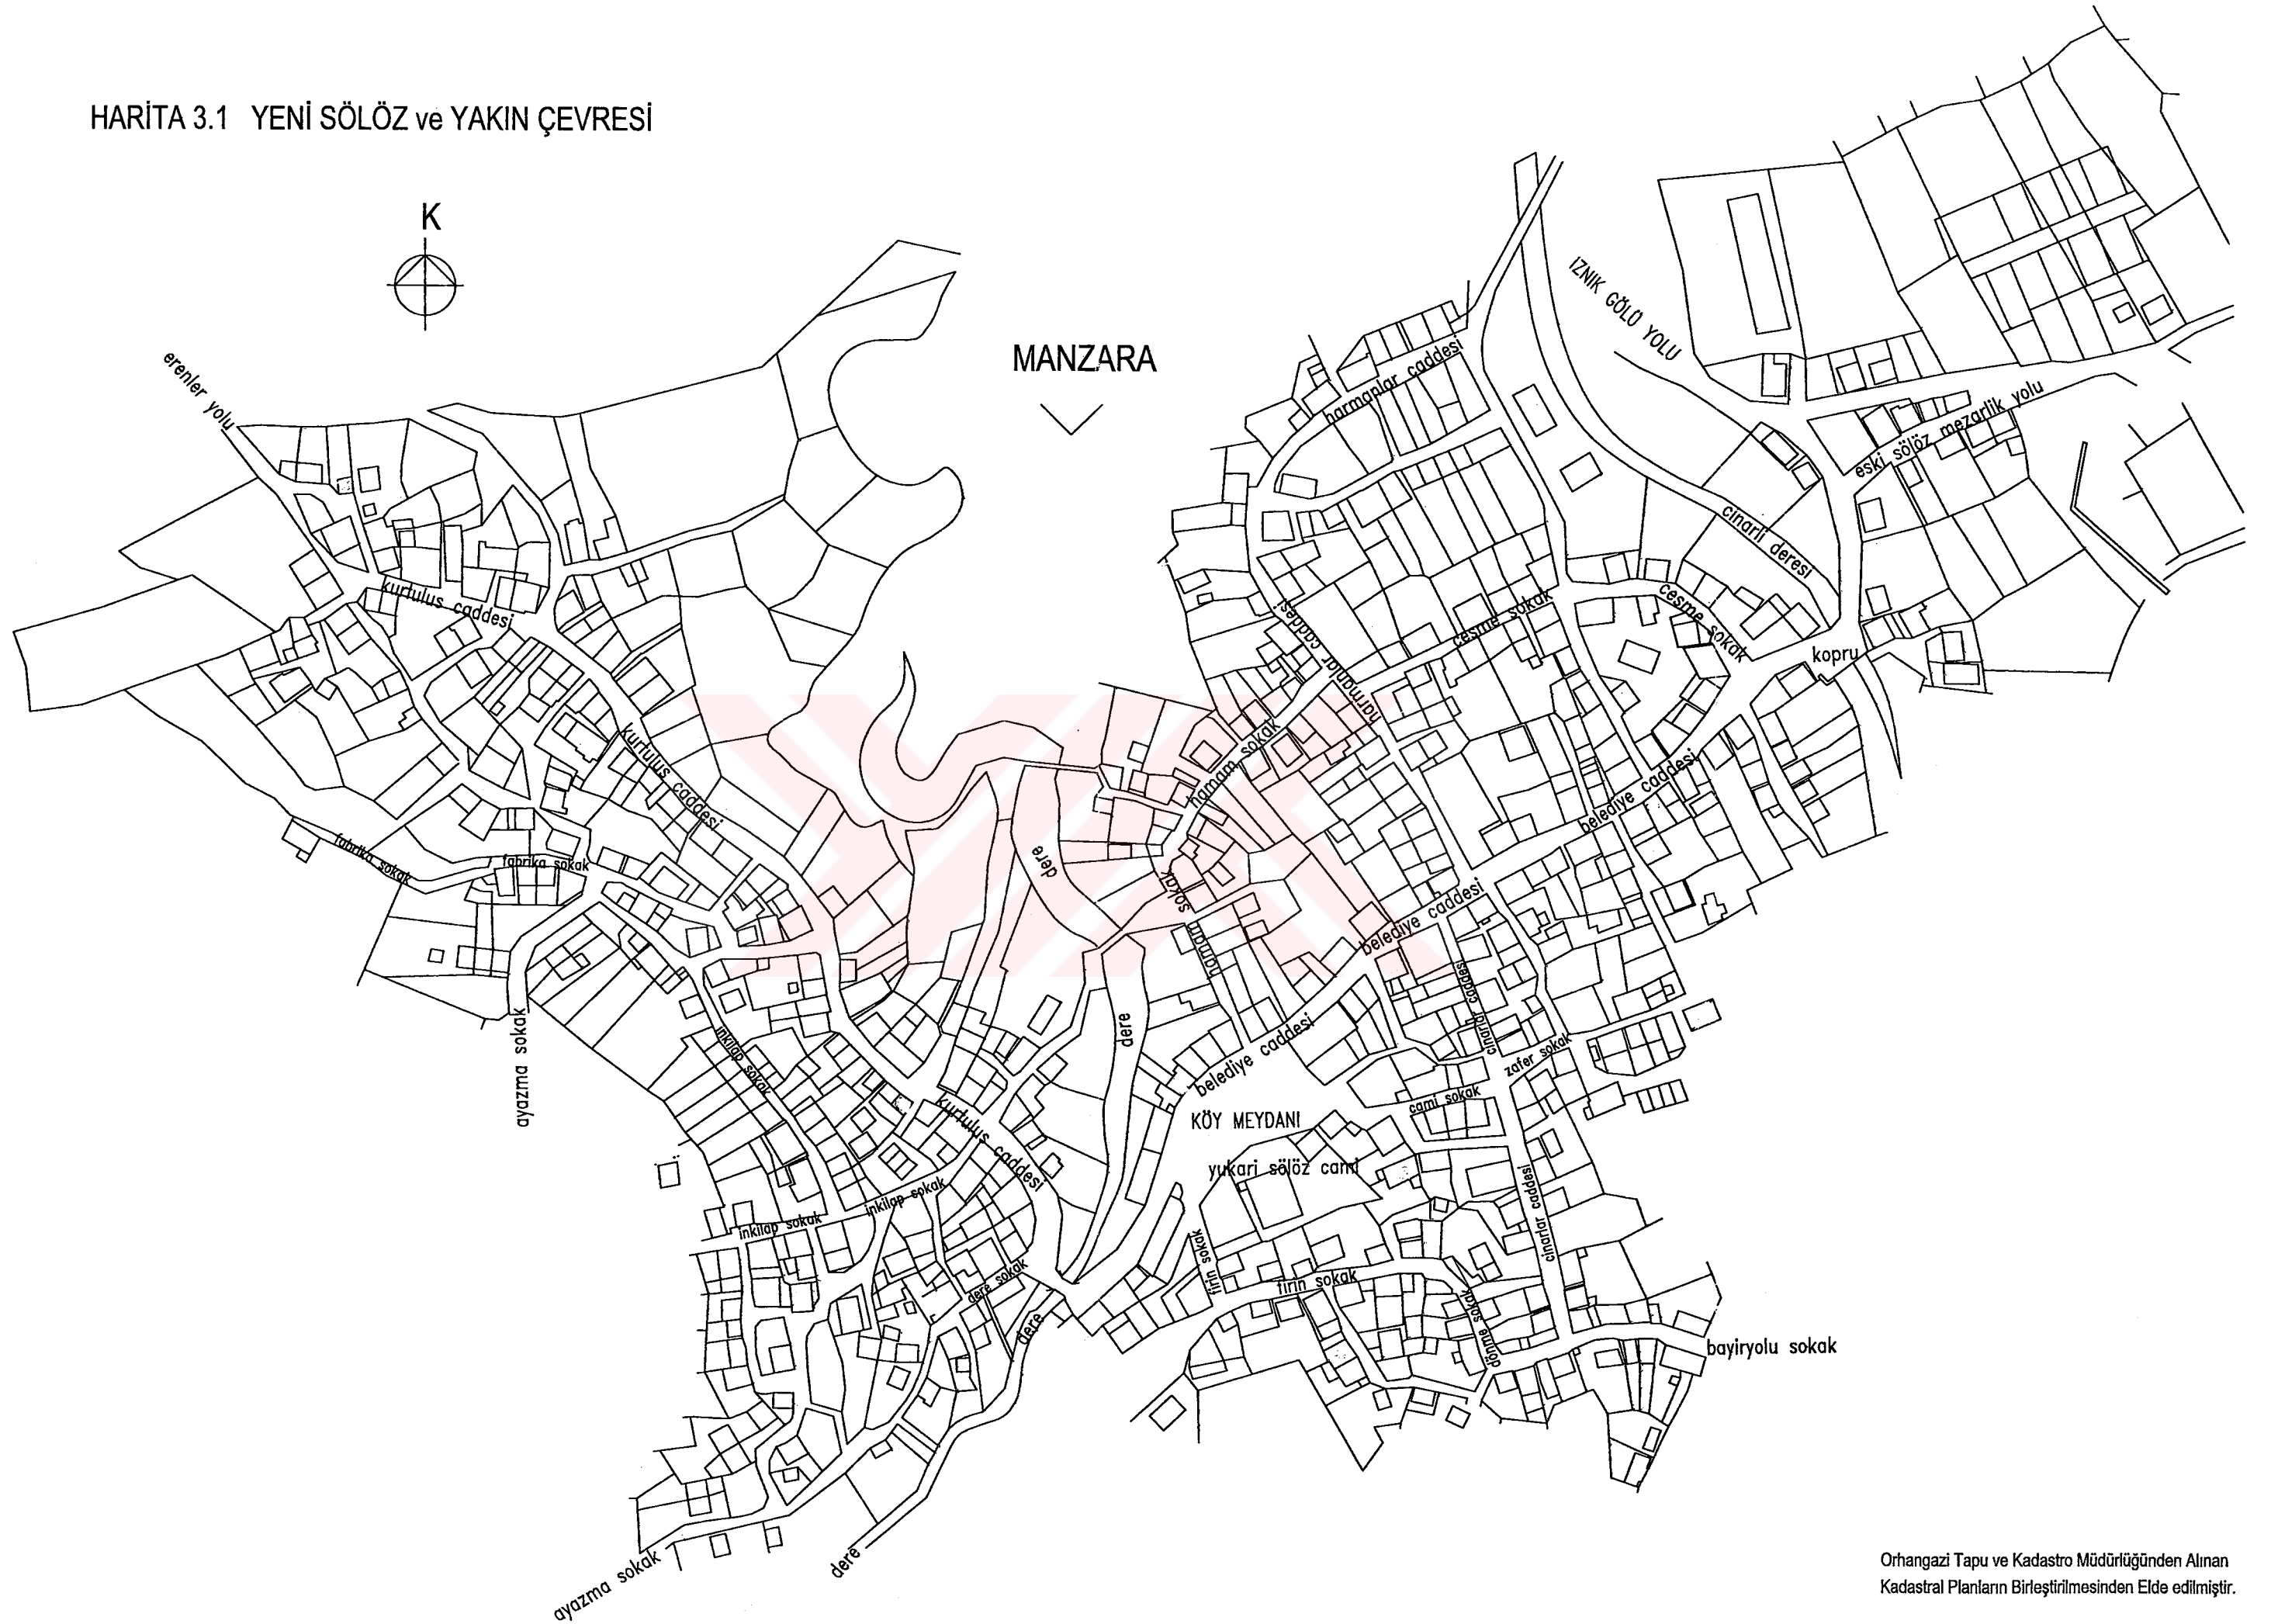 HARİTA 3.1 YENİ SÖLÖZ ve YAKIN ÇEVRESİ
K
MANZARA
IZNIK GÖLÜ YOLU
erenler yolu
harmanlar caddesi
eski sölöz mezarlik yolu
cinarli deresi
kurtulus caddesi
harmanlar caddesi
cesme sokak
cesme sokak
kopru
kurtulus caddesi
hamam sokak
belediye caddesi
fabrika sokak
fabrika sokak
dere
hamam sokak
belediye caddesi
cinarlar caddesi
ayazma sokak
inkilap sokak
dere
belediye caddesi
zafer sokak
cami sokak
KÖY MEYDANI
kurtulus caddesi
yukari sölöz cami
inkilap sokak
inkilap sokak
cinarlar caddesi
firin sokak
firin sokak
dere sokak
dere
dönme sokak
bayiryolu sokak
ayazma sokak
dere
Orhangazi Tapu ve Kadastro Müdürlüğünden Alınan
Kadastral Planların Birleştirilmesinden Elde edilmiştir.